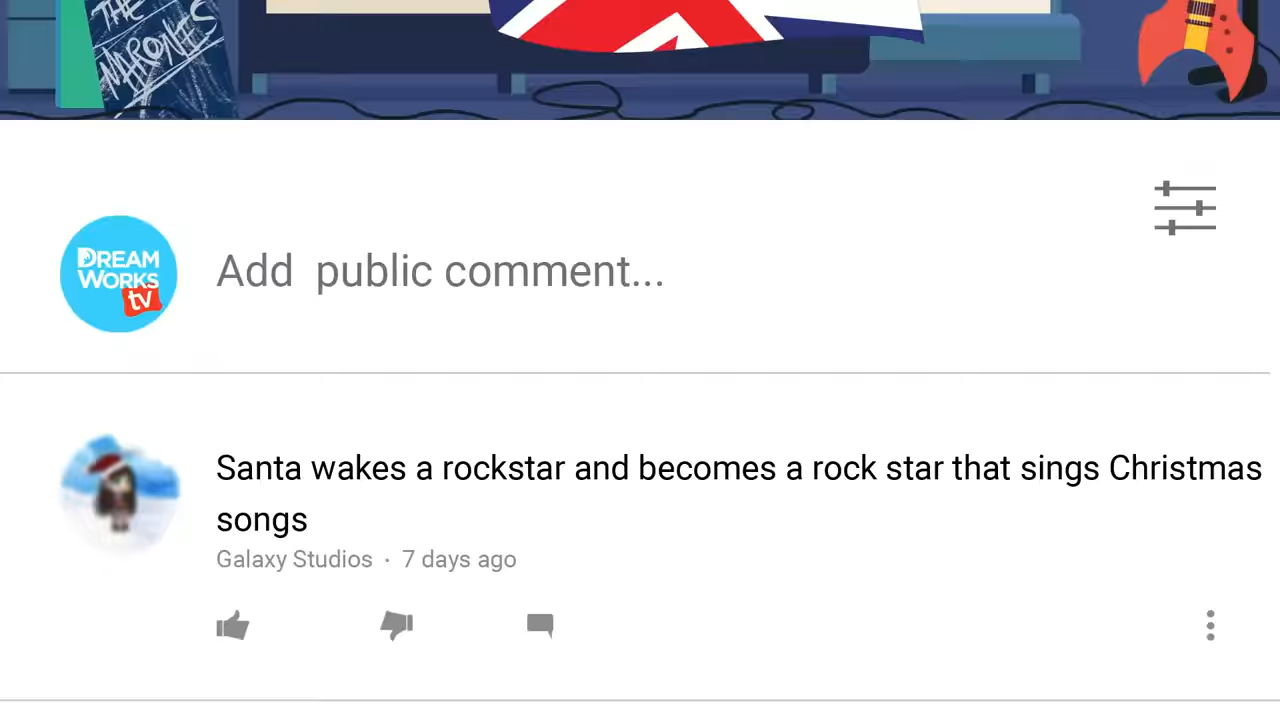 THE
MARONIES
DREAM
WORKS
tv
Add public comment...
Santa wakes a rockstar and becomes a rock star that sings Christmas
songs
Galaxy Studios · 7 days ago